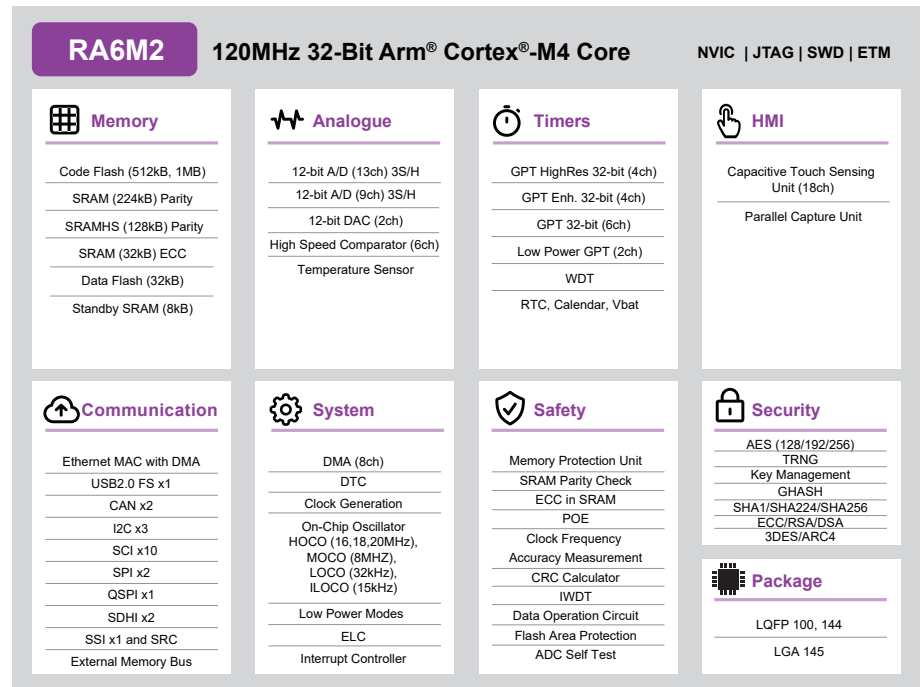 RA6M2
120MHz 32-Bit Arm® Cortex®-M4 Core
NVIC | JTAG | SWD | ETM
Memory
Code Flash (512kB, 1MB)
SRAM (224kB) Parity
SRAMHS (128kB) Parity
SRAM (32kB) ECC
Data Flash (32kB)
Standby SRAM (8kB)
Analogue
12-bit A/D (13ch) 3S/H
12-bit A/D (9ch) 3S/H
12-bit DAC (2ch)
High Speed Comparator (6ch)
Temperature Sensor
Timers
GPT HighRes 32-bit (4ch)
GPT Enh. 32-bit (4ch)
GPT 32-bit (6ch)
Low Power GPT (2ch)
WDT
RTC, Calendar, Vbat
HMI
Capacitive Touch Sensing
Unit (18ch)
Parallel Capture Unit
Communication
Ethernet MAC with DMA
USB2.0 FS x1
CAN x2
I2C x3
SCI x10
SPI x2
QSPI x1
SDHI x2
SSI x1 and SRC
External Memory Bus
System
DMA (8ch)
DTC
Clock Generation
On-Chip Oscillator
HOCO (16,18,20MHz),
MOCO (8MHZ),
LOCO (32kHz),
ILOCO (15kHz)
Low Power Modes
ELC
Interrupt Controller
Safety
Memory Protection Unit
SRAM Parity Check
ECC in SRAM
POE
Clock Frequency
Accuracy Measurement
CRC Calculator
IWDT
Data Operation Circuit
Flash Area Protection
ADC Self Test
Security
AES (128/192/256)
TRNG
Key Management
GHASH
SHA1/SHA224/SHA256
ECC/RSA/DSA
3DES/ARC4
Package
LQFP 100, 144
LGA 145